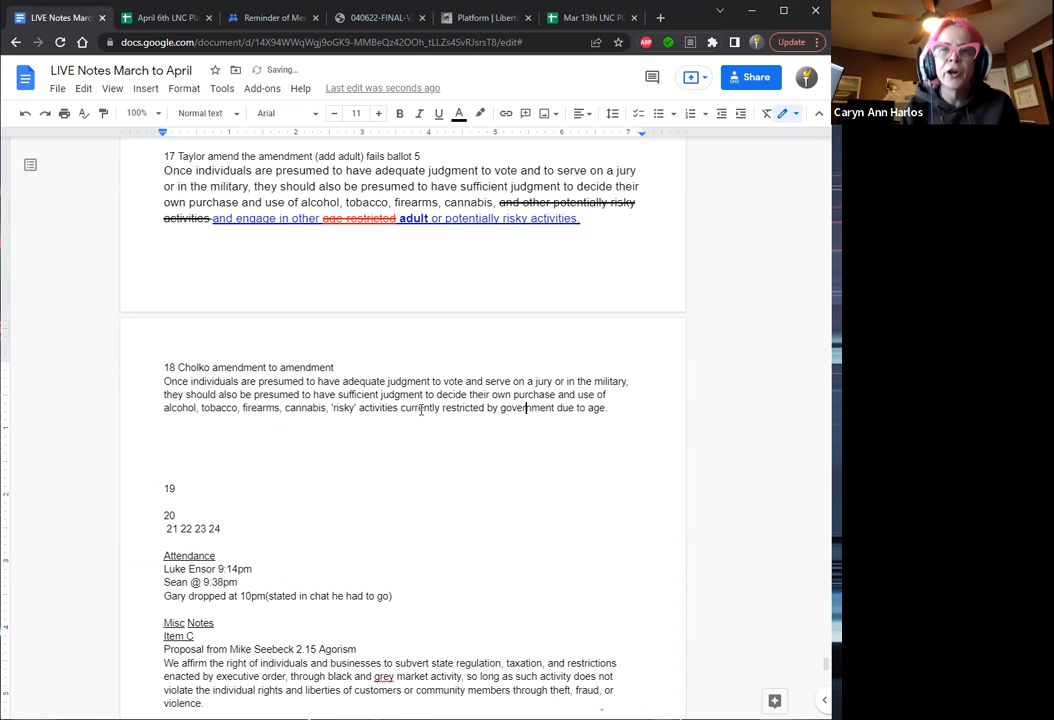 LIVE Notes March to April
April 6th LNC Pl
Reminder of Me
040622-FINAL-V
Platform | Libert
Mar 13th LNC Pl
docs.google.com/document/d/14X94WWqWgj9oGK9-MMBeQz42OOh_tLLZs4SvRJsrsT8/edit#
ABP
Update
LIVE Notes March to April
Saving...
File Edit View Insert Format Tools Add-ons Help Last edit was seconds ago
Share
100% Normal text Arial 11 B I U A
1 2 3 4 5 6 7
17 Taylor amend the amendment (add adult) fails ballot 5
Once individuals are presumed to have adequate judgment to vote and to serve on a jury
or in the military, they should also be presumed to have sufficient judgment to decide their
own purchase and use of alcohol, tobacco, firearms, cannabis, and other potentially risky
activities and engage in other age-restricted adult or potentially risky activities.
18 Cholko amendment to amendment
Once individuals are presumed to have adequate judgment to vote and serve on a jury or in the military,
they should also be presumed to have sufficient judgment to decide their own purchase and use of
alcohol, tobacco, firearms, cannabis, 'risky' activities currently restricted by government due to age.
19
20
21 22 23 24
Attendance
Luke Ensor 9:14pm
Sean @ 9:38pm
Gary dropped at 10pm(stated in chat he had to go)
Misc Notes
Item C
Proposal from Mike Seebeck 2.15 Agorism
We affirm the right of individuals and businesses to subvert state regulation, taxation, and restrictions
enacted by executive order, through black and grey market activity, so long as such activity does not
violate the individual rights and liberties of customers or community members through theft, fraud, or
violence.
Caryn Ann Harlos